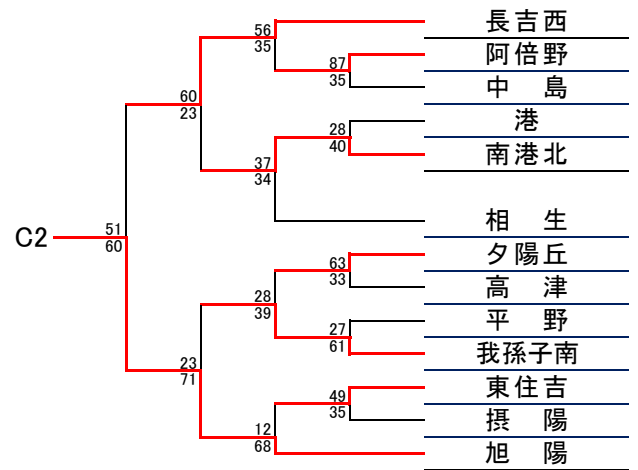 長吉西
56
35
阿倍野
87
35
中　島
60
23
港
28
40
南港北
37
34
相　生
C2
51
60
夕陽丘
63
33
高　津
28
39
平　野
27
61
我孫子南
23
71
東住吉
49
35
摂　陽
12
68
旭　陽